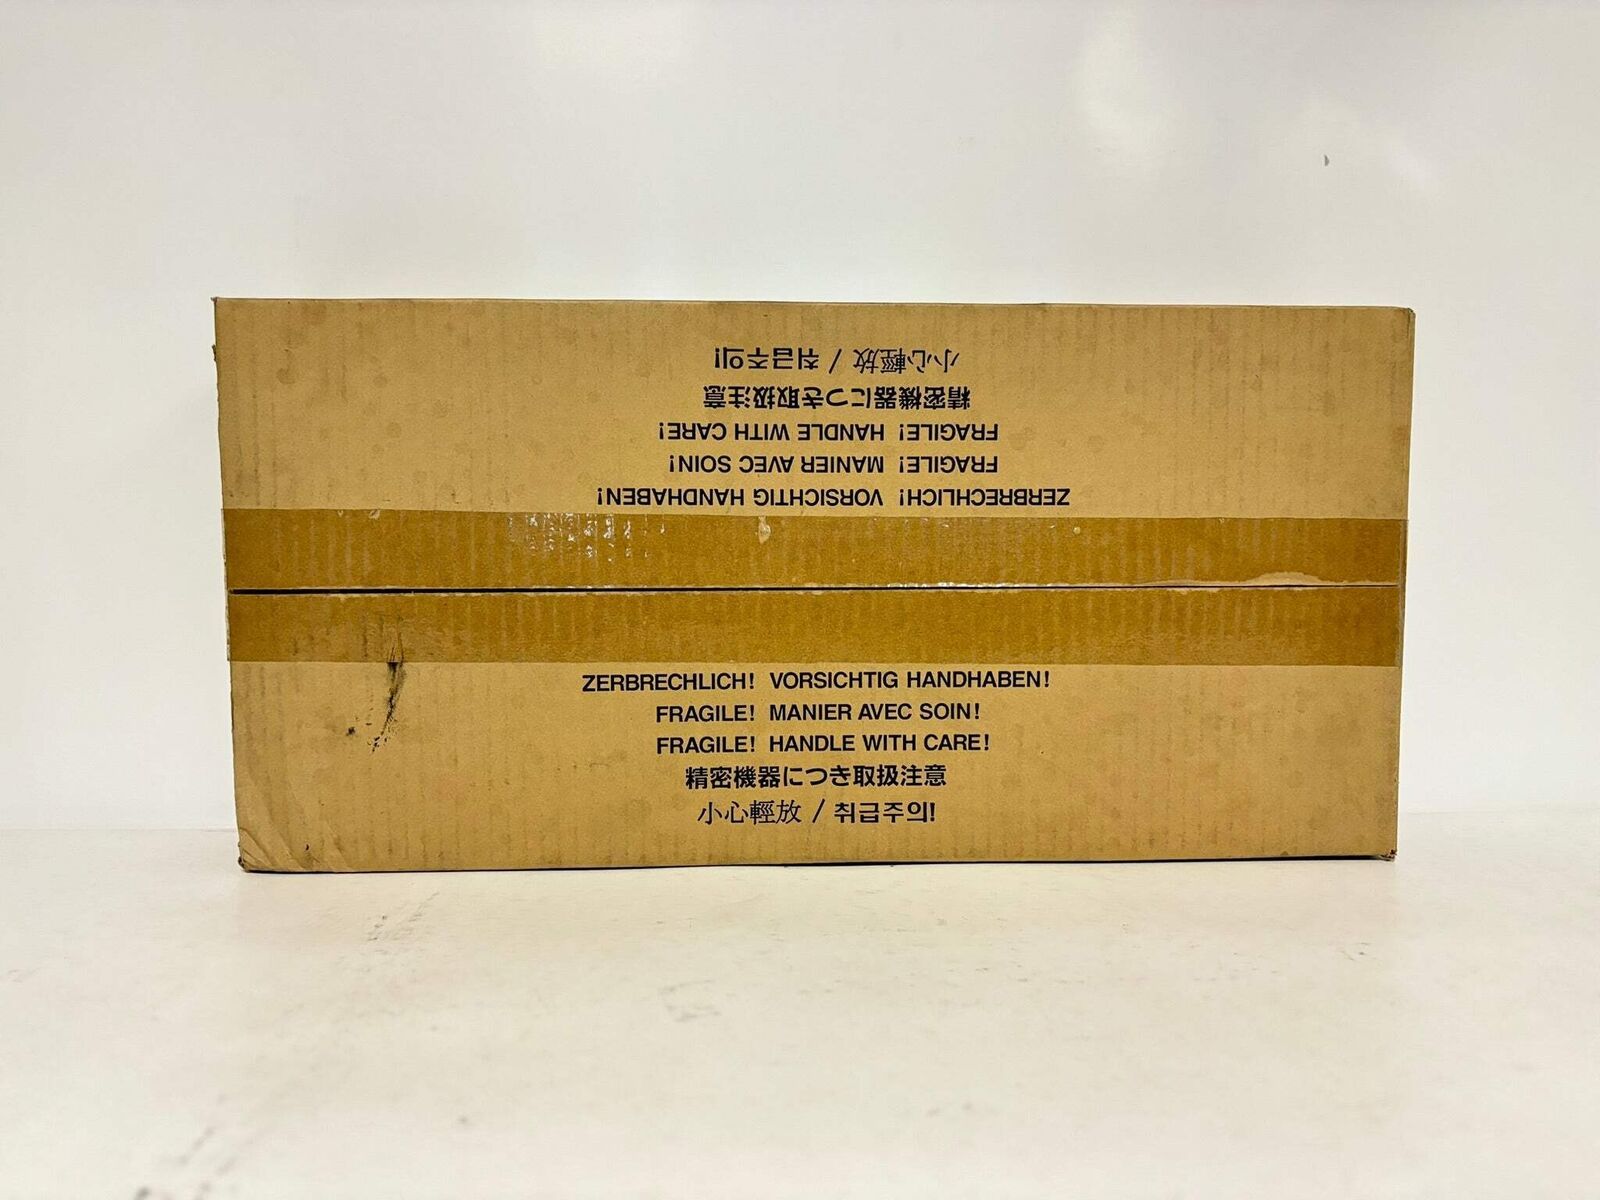 小心輕放 / 취급주의!
精密機器につき取扱注意
FRAGILE! HANDLE WITH CARE!
FRAGILE! MANIER AVEC SOIN!
ZERBRECHLICH! VORSICHTIG HANDHABEN!
ZERBRECHLICH! VORSICHTIG HANDHABEN!
FRAGILE! MANIER AVEC SOIN!
FRAGILE! HANDLE WITH CARE!
精密機器につき取扱注意
小心輕放 / 취급주의!